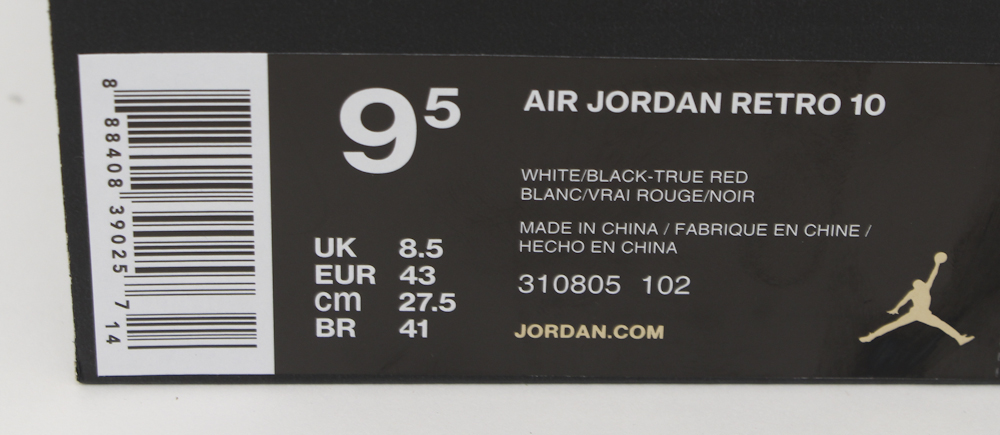 8 88408 39025 7 14
9 5
UK 8.5
EUR 43
cm 27.5
BR 41
AIR JORDAN RETRO 10
WHITE/BLACK-TRUE RED
BLANC/VRAI ROUGE/NOIR
MADE IN CHINA / FABRIQUE EN CHINE /
HECHO EN CHINA
310805 102
JORDAN.COM